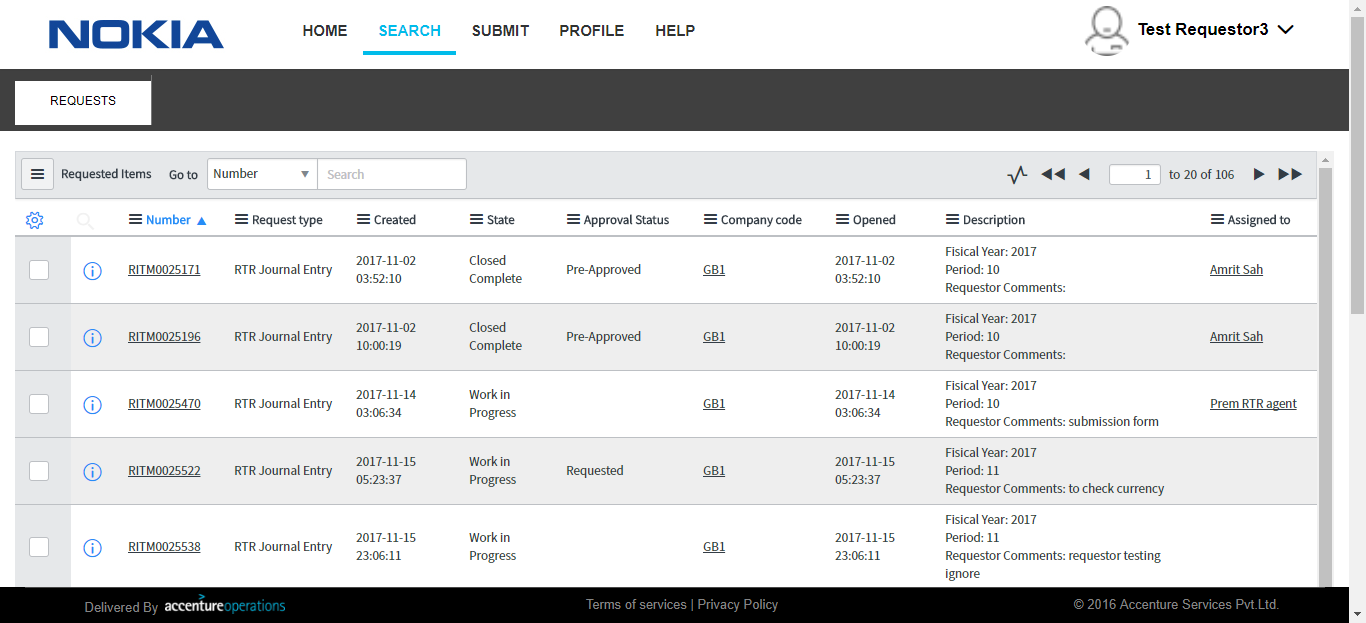 NOKIA HOME SEARCH SUBMIT PROFILE HELP Test Requestor3
REQUESTS
Requested Items Go to Number Search 1 to 20 of 106
Number Request type Created State Approval Status Company code Opened Description Assigned to
RITM0025171 RTR Journal Entry 2017-11-02 03:52:10 Closed Complete Pre-Approved GB1 2017-11-02 03:52:10 Fisical Year: 2017
Period: 10
Requestor Comments: Amrit Sah
RITM0025196 RTR Journal Entry 2017-11-02 10:00:19 Closed Complete Pre-Approved GB1 2017-11-02 10:00:19 Fisical Year: 2017
Period: 10
Requestor Comments: Amrit Sah
RITM0025470 RTR Journal Entry 2017-11-14 03:06:34 Work in Progress GB1 2017-11-14 03:06:34 Fisical Year: 2017
Period: 10
Requestor Comments: submission form Prem RTR agent
RITM0025522 RTR Journal Entry 2017-11-15 05:23:37 Work in Progress Requested GB1 2017-11-15 05:23:37 Fisical Year: 2017
Period: 11
Requestor Comments: to check currency
RITM0025538 RTR Journal Entry 2017-11-15 23:06:11 Work in Progress GB1 2017-11-15 23:06:11 Fisical Year: 2017
Period: 11
Requestor Comments: requestor testing
ignore
Delivered By accentureoperations Terms of services | Privacy Policy © 2016 Accenture Services Pvt.Ltd.